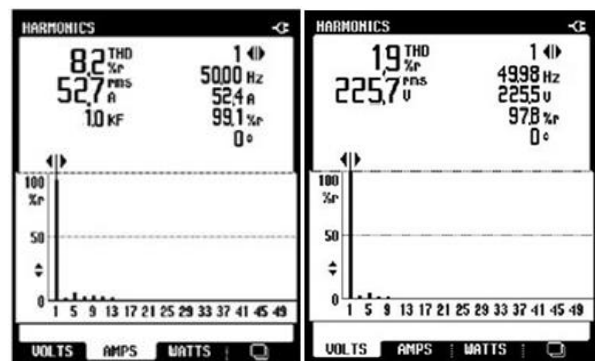 HARMONICS
8,2 THD %r 1
52,7 rms A 50,00 Hz
1,0 KF 52,4 A
99,1 %r
0 °
100
%r
50
0
1 5 9 13 17 21 25 29 33 37 41 45 49
VOLTS AMPS WATTS
HARMONICS
1,9 THD %r 1
225,7 rms V 49,98 Hz
225,5 V
97,8 %r
0 °
100
%r
50
0
1 5 9 13 17 21 25 29 33 37 41 45 49
VOLTS AMPS WATTS